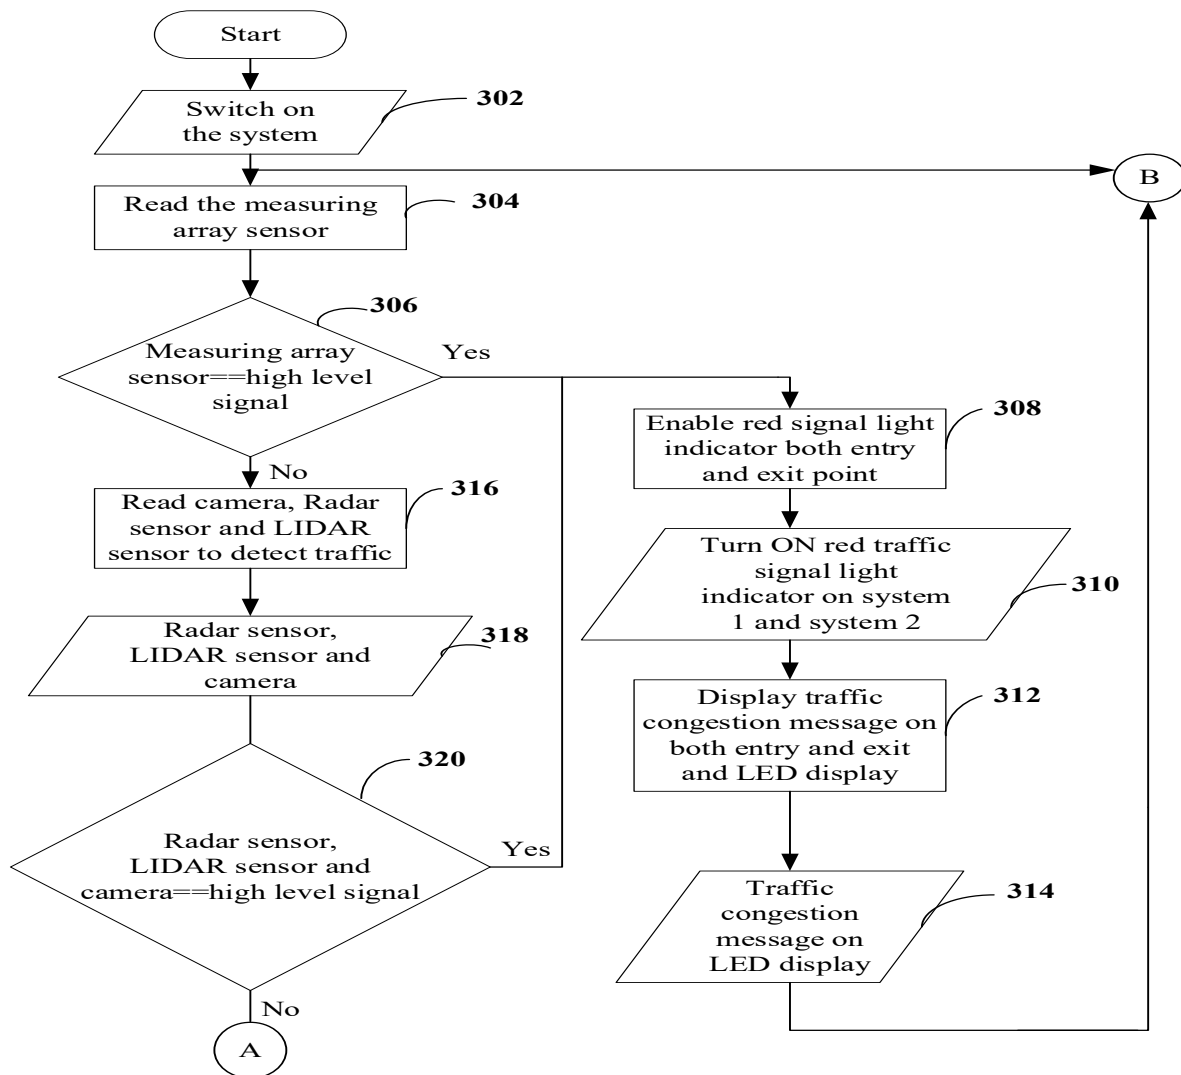 Start
Switch on
the system
302
B
Read the measuring
array sensor
304
306
Measuring array
sensor==high level
signal
Yes
No
308
Enable red signal light
indicator both entry
and exit point
316
Read camera, Radar
sensor and LIDAR
sensor to detect traffic
Turn ON red traffic
signal light
indicator on system
1 and system 2
310
Radar sensor,
LIDAR sensor and
camera
318
312
Display traffic
congestion message on
both entry and exit
and LED display
320
Radar sensor,
LIDAR sensor and
camera==high level signal
Yes
Traffic
congestion
message on
LED display
314
No
A